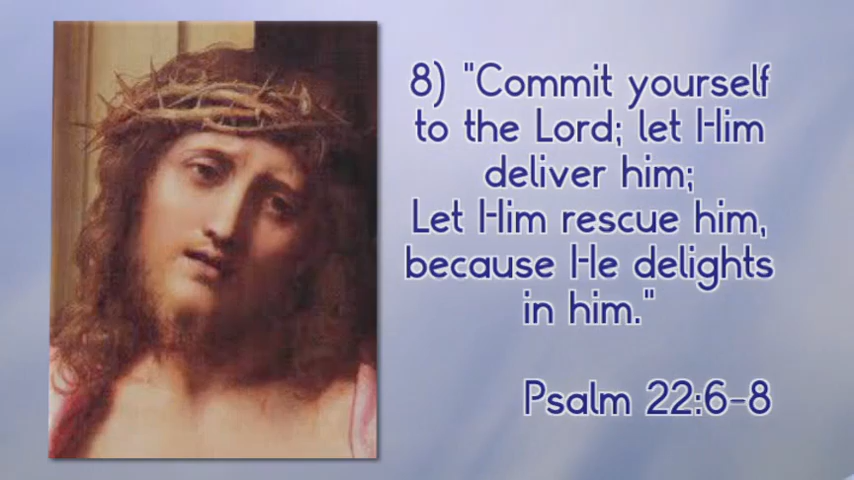 8) "Commit yourself
to the Lord; let Him
deliver him;
Let Him rescue him,
because He delights
in him."
Psalm 22:6-8